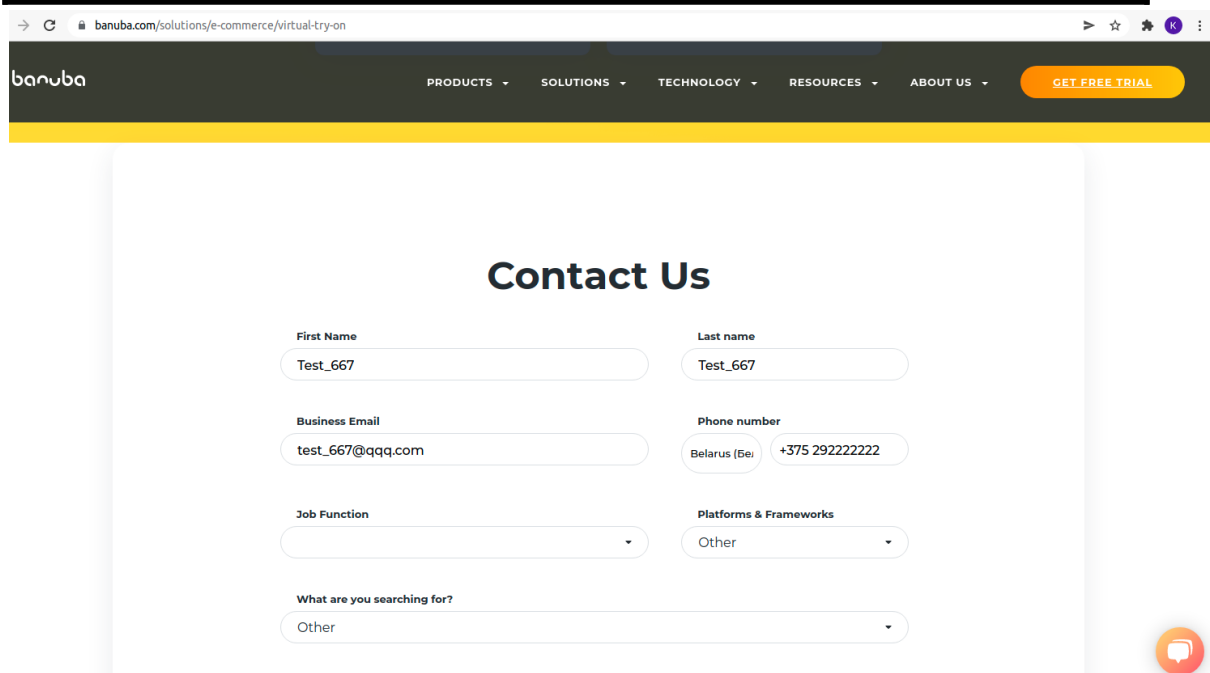 banuba.com/solutions/e-commerce/virtual-try-on
K
banuba
PRODUCTS SOLUTIONS TECHNOLOGY RESOURCES ABOUT US GET FREE TRIAL
Contact Us
First Name Last name
Test_667 Test_667
Business Email Phone number
test_667@qqq.com Belarus (Бел +375 292222222
Job Function Platforms & Frameworks
Other
What are you searching for?
Other